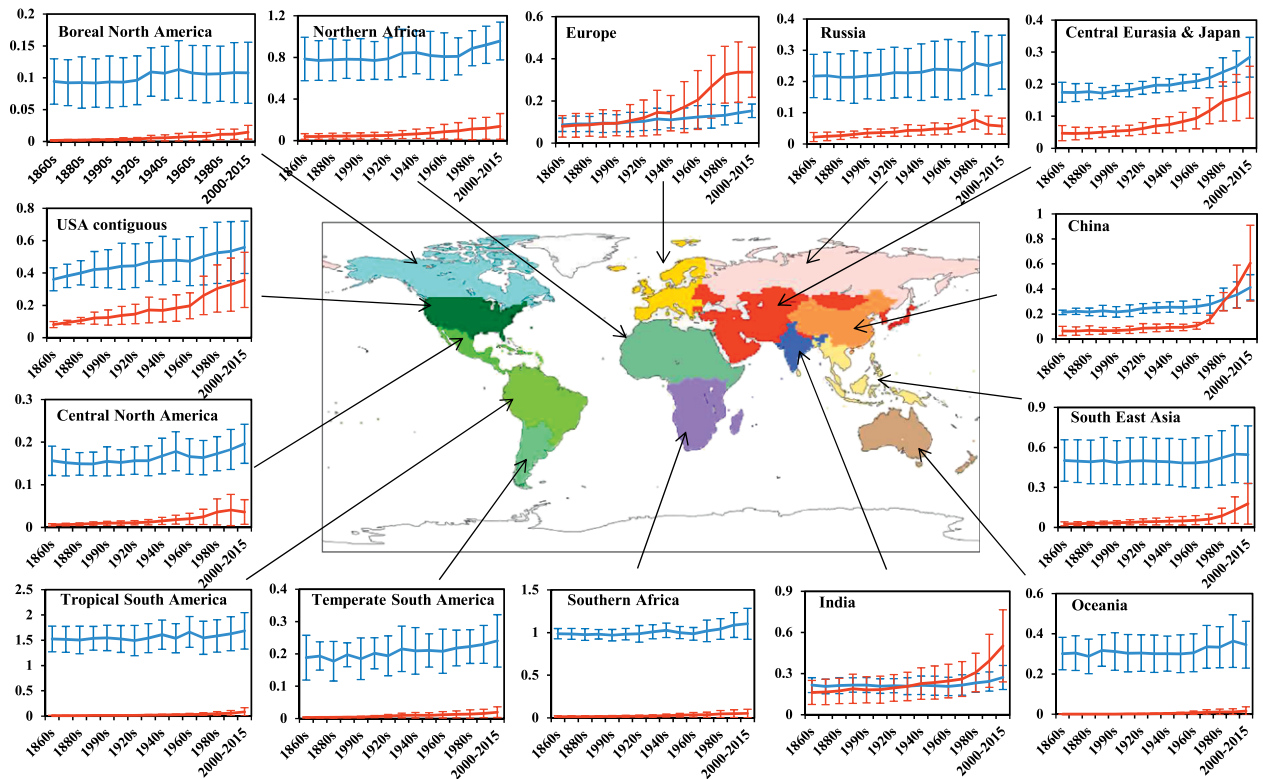 Boreal North America
0.2
0.15
0.1
0.05
0
1860s 1880s 1990s 1920s 1940s 1960s 1980s 2000-2015
Northern Africa
1.2
0.8
0.4
0
1860s 1880s 1990s 1920s 1940s 1960s 1980s 2000-2015
Europe
0.6
0.4
0.2
0
1860s 1880s 1990s 1920s 1940s 1960s 1980s 2000-2015
Russia
0.4
0.3
0.2
0.1
0
1860s 1880s 1990s 1920s 1940s 1960s 1980s 2000-2015
Central Eurasia & Japan
0.4
0.3
0.2
0.1
0
1860s 1880s 1990s 1920s 1940s 1960s 1980s 2000-2015
USA contiguous
0.8
0.6
0.4
0.2
0
1860s 1880s 1990s 1920s 1940s 1960s 1980s 2000-2015
China
1
0.8
0.6
0.4
0.2
0
1860s 1880s 1990s 1920s 1940s 1960s 1980s 2000-2015
Central North America
0.3
0.2
0.1
0
1860s 1880s 1990s 1920s 1940s 1960s 1980s 2000-2015
South East Asia
0.9
0.6
0.3
0
1860s 1880s 1990s 1920s 1940s 1960s 1980s 2000-2015
Tropical South America
2.5
2
1.5
1
0.5
0
1860s 1880s 1990s 1920s 1940s 1960s 1980s 2000-2015
Temperate South America
0.4
0.3
0.2
0.1
0
1860s 1880s 1990s 1920s 1940s 1960s 1980s 2000-2015
Southern Africa
1.5
1
0.5
0
1860s 1880s 1990s 1920s 1940s 1960s 1980s 2000-2015
India
0.9
0.6
0.3
0
1860s 1880s 1990s 1920s 1940s 1960s 1980s 2000-2015
Oceania
0.6
0.4
0.2
0
1860s 1880s 1990s 1920s 1940s 1960s 1980s 2000-2015